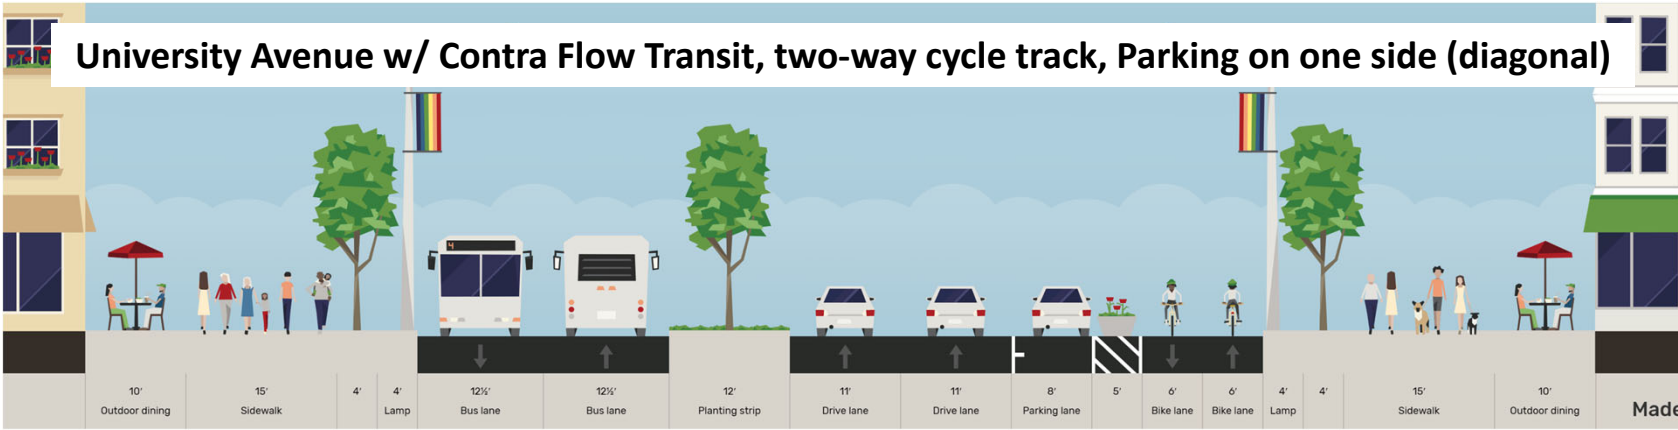 University Avenue w/ Contra Flow Transit, two-way cycle track, Parking on one side (diagonal)
4
10' 15' 4' 4' 12½' 12½' 12' 11' 11' 8' 5' 6' 6' 4' 4' 15' 10'
Outdoor dining Sidewalk Lamp Bus lane Bus lane Planting strip Drive lane Drive lane Parking lane Bike lane Bike lane Lamp Sidewalk Outdoor dining
Made